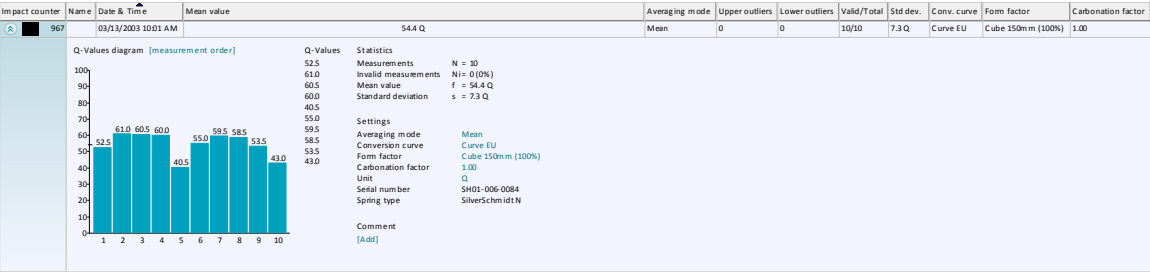 Impact counter Name Date & Time Mean value Averaging mode Upper outliers Lower outliers Valid/Total Std dev. Conv. curve Form factor Carbonation factor
967 03/13/2003 10:01 AM 54.4 Q Mean 0 0 10/10 7.3 Q Curve EU Cube 150mm (100%) 1.00
Q-Values diagram [measurement order]
100
90
80
70
60
50
40
30
20
10
0
52.5 61.0 60.5 60.0 40.5 55.0 59.5 58.5 53.5 43.0
1 2 3 4 5 6 7 8 9 10
Q-Values
52.5
61.0
60.5
60.0
40.5
55.0
59.5
58.5
53.5
43.0
Statistics
Measurements N = 10
Invalid measurements Ni = 0 (0%)
Mean value f = 54.4 Q
Standard deviation s = 7.3 Q
Settings
Averaging mode Mean
Conversion curve Curve EU
Form factor Cube 150mm (100%)
Carbonation factor 1.00
Unit Q
Serial number SH01-006-0084
Spring type SilverSchmidt N
Comment
[Add]